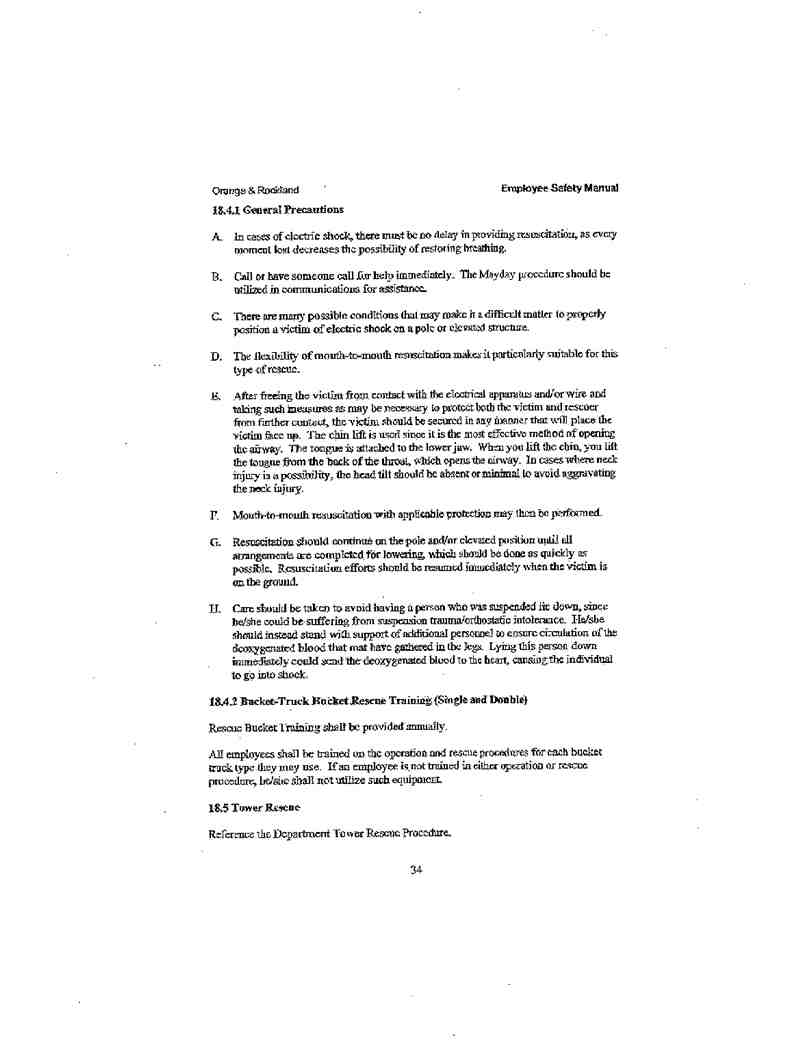 Orange & Rockland
Employee Safety Manual
18.4.1 General Precautions
A. In cases of electric shock, there must be no delay in providing resuscitation, as every
moment lost decreases the possibility of restoring breathing.
B. Call or have someone call for help immediately. The Mayday procedure should be
utilized in communications for assistance.
C. There are many possible conditions that may make it a difficult matter to properly
position a victim of electric shock on a pole or elevated structure.
D. The flexibility of mouth-to-mouth resuscitation makes it particularly suitable for this
type of rescue.
E. After freeing the victim from contact with the electrical apparatus and/or wire and
taking such measures as may be necessary to protect both the victim and rescuer
from further contact, the victim should be secured in any manner that will place the
victim face up. The chin lift is used since it is the most effective method of opening
the airway. The tongue is attached to the lower jaw. When you lift the chin, you lift
the tongue from the back of the throat, which opens the airway. In cases where neck
injury is a possibility, the head tilt should be absent or minimal to avoid aggravating
the neck injury.
F. Mouth-to-mouth resuscitation with applicable protection may then be performed.
G. Resuscitation should continue on the pole and/or elevated position until all
arrangements are completed for lowering, which should be done as quickly as
possible. Resuscitation efforts should be resumed immediately when the victim is
on the ground.
H. Care should be taken to avoid having a person who was suspended lie down, since
he/she could be suffering from suspension trauma/orthostatic intolerance. He/she
should instead stand with support of additional personnel to ensure circulation of the
deoxygenated blood that mat have gathered in the legs. Lying this person down
immediately could send the deoxygenated blood to the heart, causing the individual
to go into shock.
18.4.2 Bucket-Truck Bucket Rescue Training (Single and Double)
Rescue Bucket Training shall be provided annually.
All employees shall be trained on the operation and rescue procedures for each bucket
truck type they may use. If an employee is not trained in either operation or rescue
procedure, he/she shall not utilize such equipment.
18.5 Tower Rescue
Reference the Department Tower Rescue Procedure.
34